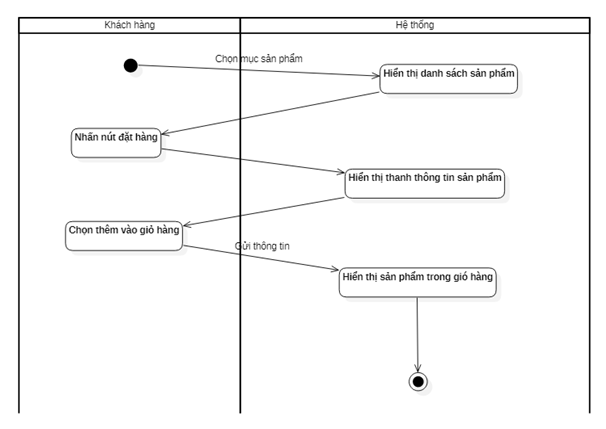 Khách hàng
Hệ thống
Chọn mục sản phẩm
Hiển thị danh sách sản phẩm
Nhấn nút đặt hàng
Hiển thị thanh thông tin sản phẩm
Chọn thêm vào giỏ hàng
Gửi thông tin
Hiển thị sản phẩm trong gió hàng